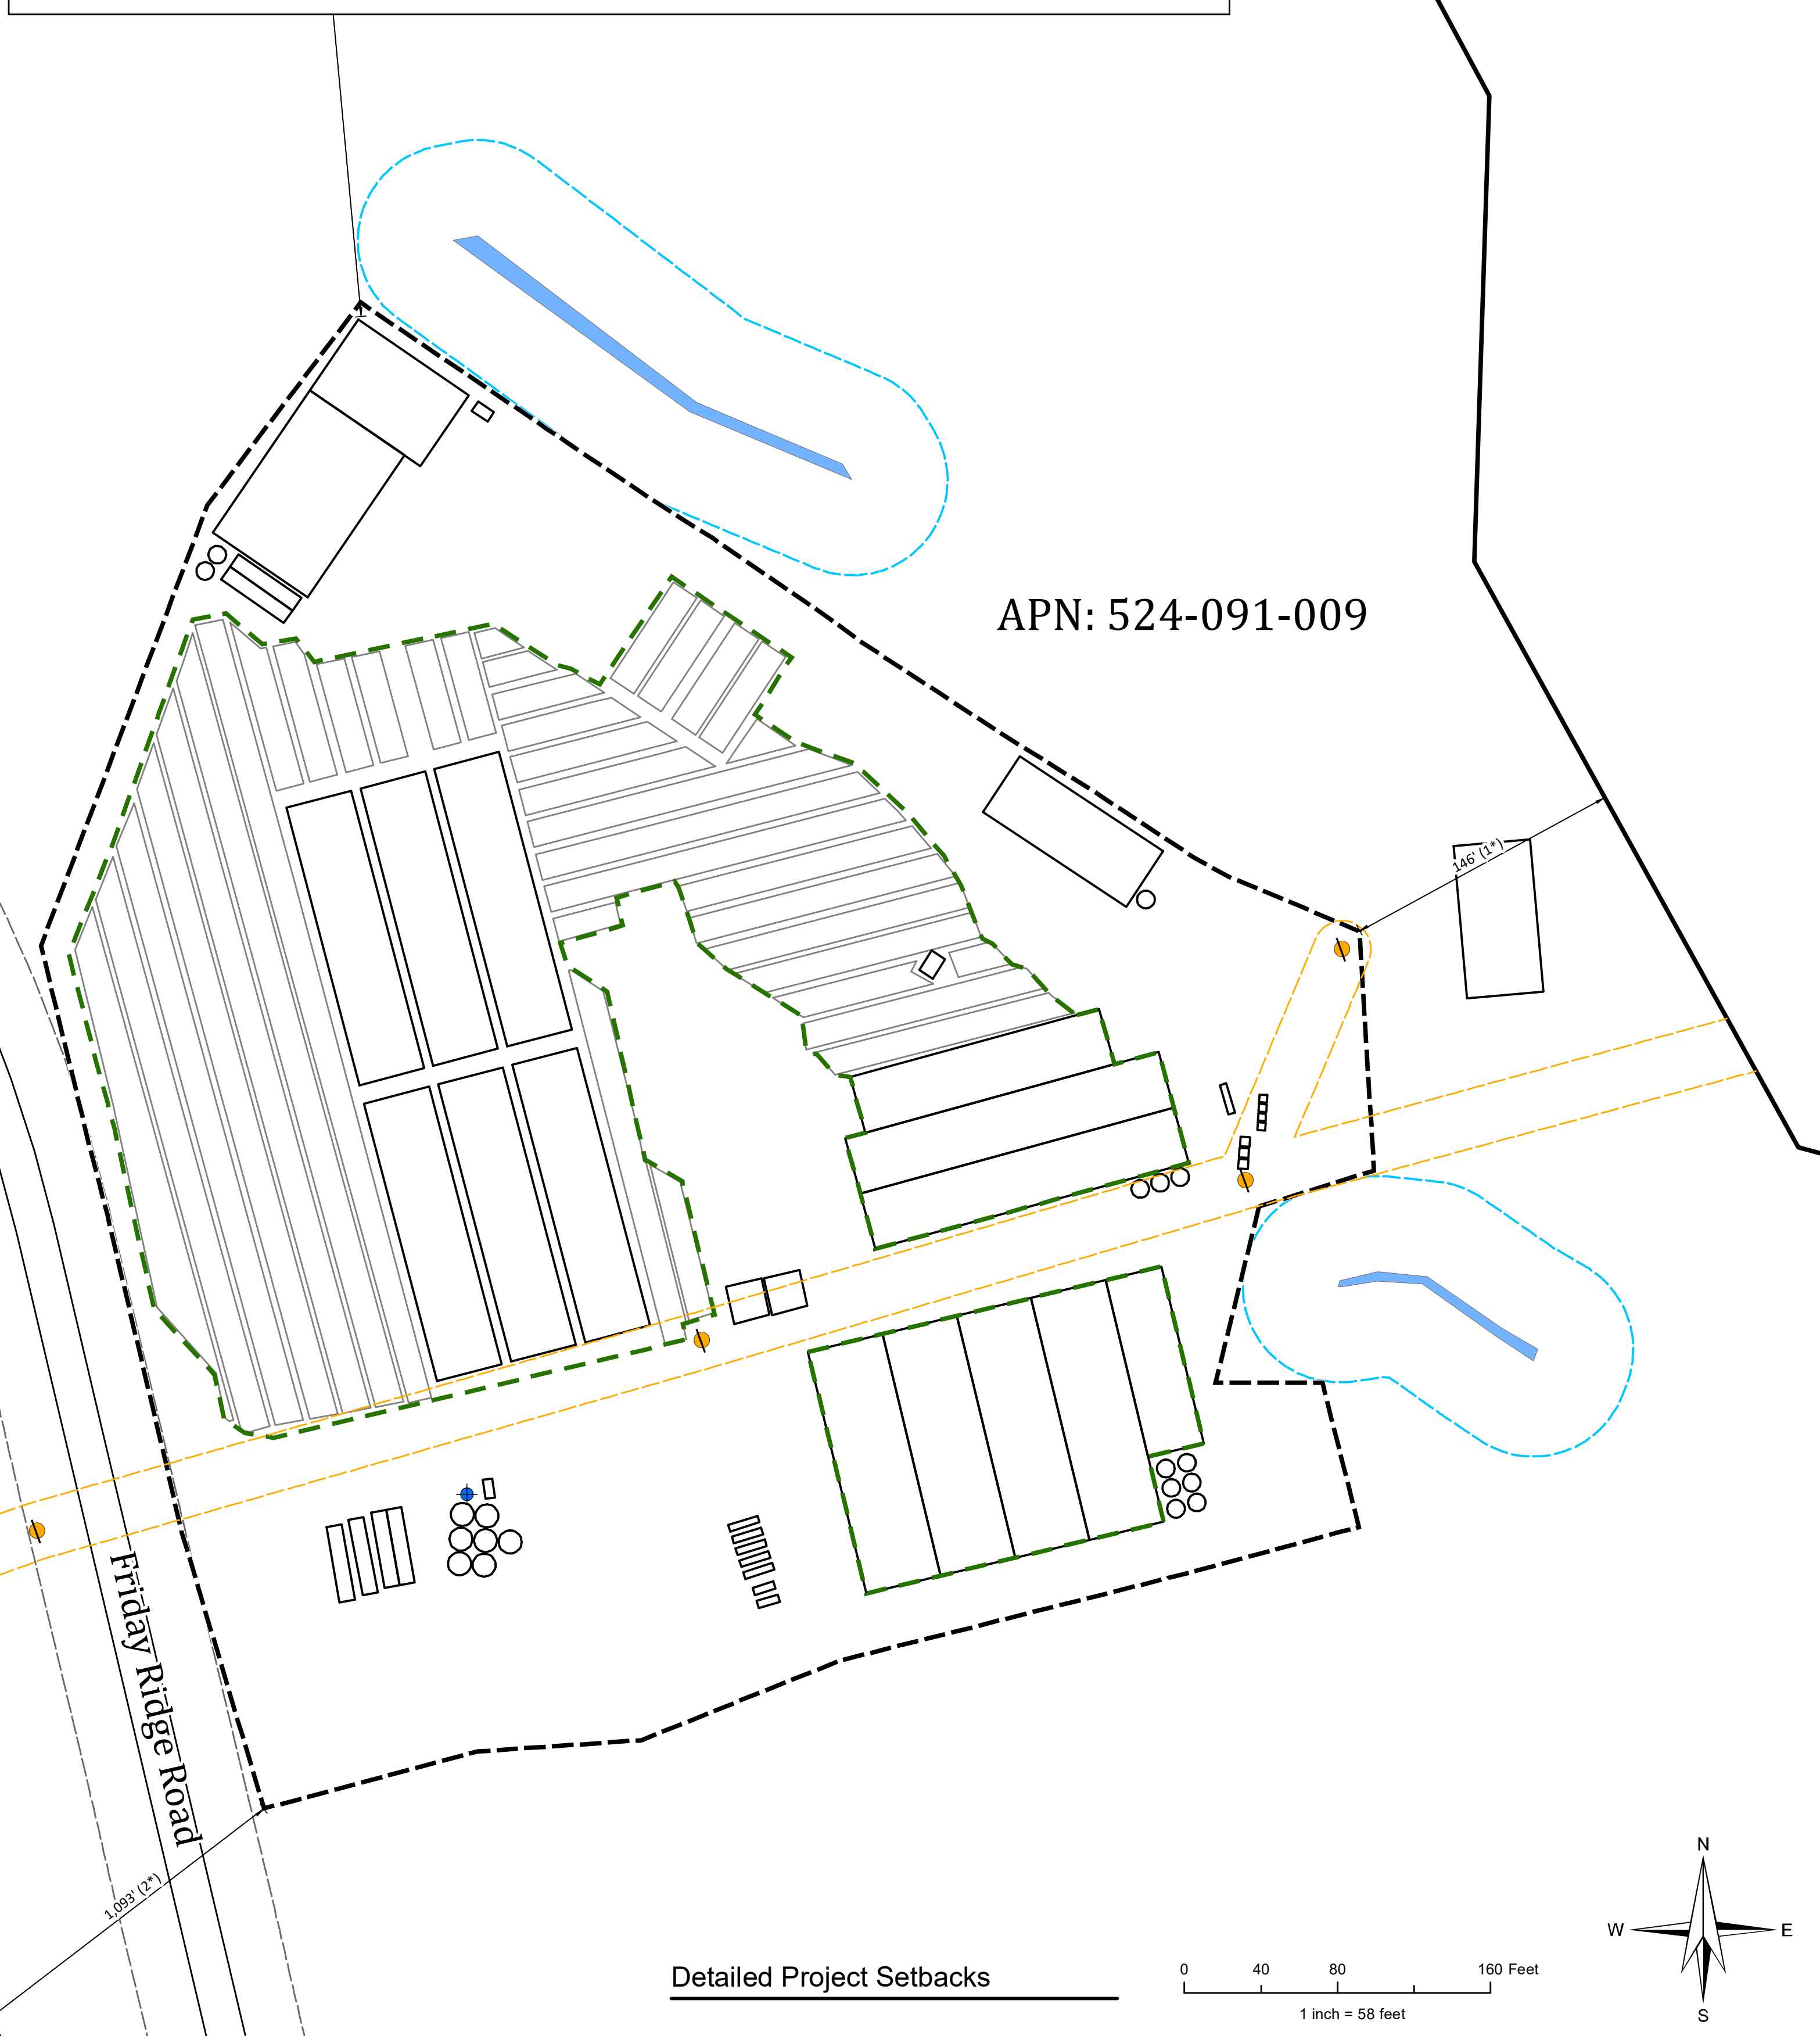 APN: 524-091-009
146' (1*)
Friday Ridge Road
1,093' (2*)
Detailed Project Setbacks
0 40 80 160 Feet
1 inch = 58 feet
N
W E
S